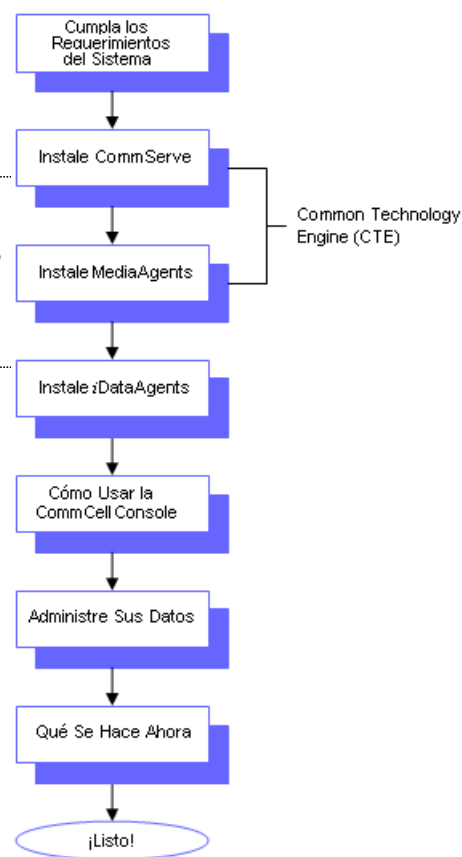 Cumpla los
Requerimientos
del Sistema
Instale CommServe
Common Technology
Engine (CTE)
Instale MediaAgents
Instale iDataAgents
Cómo Usar la
CommCell Console
Administre Sus Datos
Qué Se Hace Ahora
¡Listo!